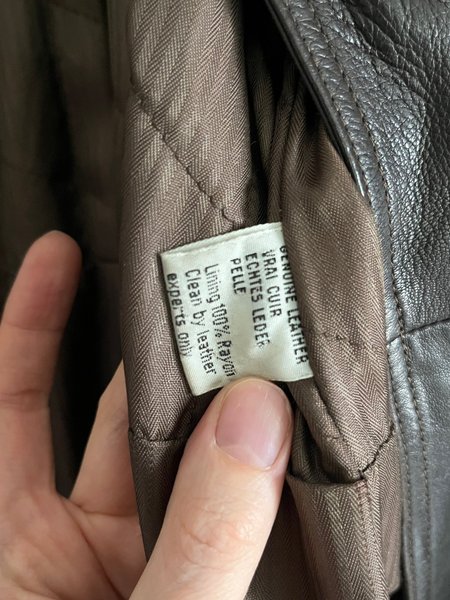 GENUINE LEATHER
VRAI CUIR
ECHTES LEDER
PELLE
Lining 100% Rayon
Clean by leather
experts only